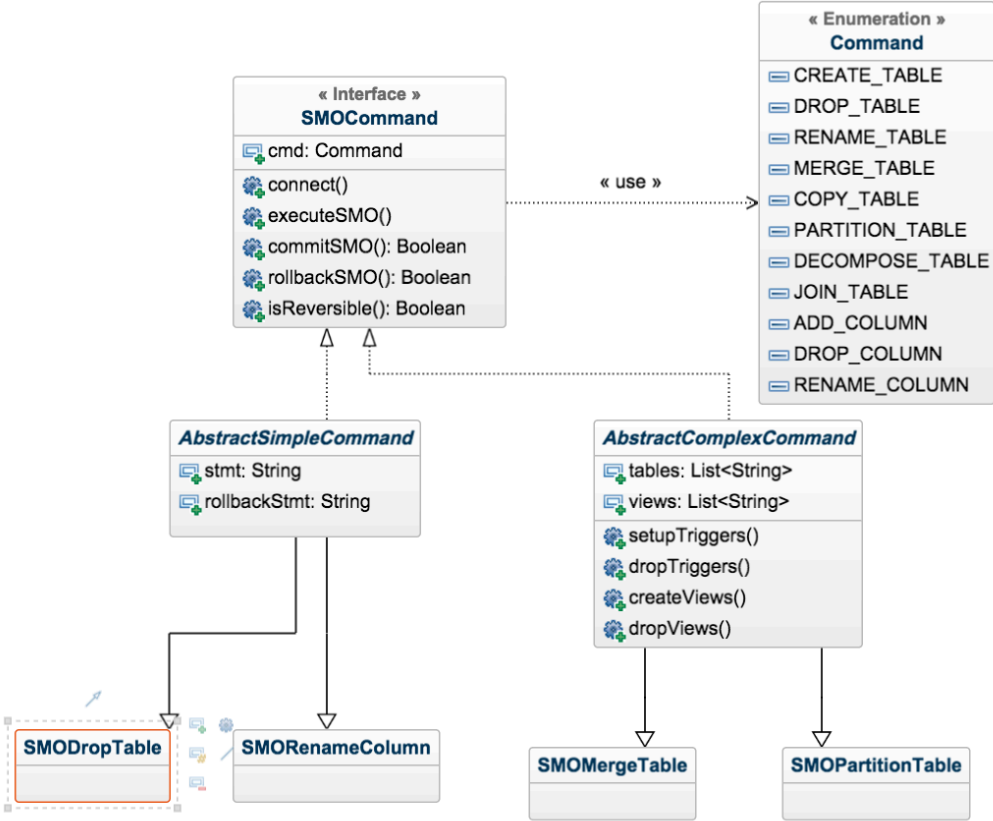 « Enumeration »
Command
CREATE_TABLE
DROP_TABLE
RENAME_TABLE
MERGE_TABLE
COPY_TABLE
PARTITION_TABLE
DECOMPOSE_TABLE
JOIN_TABLE
ADD_COLUMN
DROP_COLUMN
RENAME_COLUMN
« Interface »
SMOCommand
cmd: Command
connect()
executeSMO()
commitSMO(): Boolean
rollbackSMO(): Boolean
isReversible(): Boolean
« use »
AbstractSimpleCommand
stmt: String
rollbackStmt: String
AbstractComplexCommand
tables: List<String>
views: List<String>
setupTriggers()
dropTriggers()
createViews()
dropViews()
SMODropTable
SMORenameColumn
SMOMergeTable
SMOPartitionTable